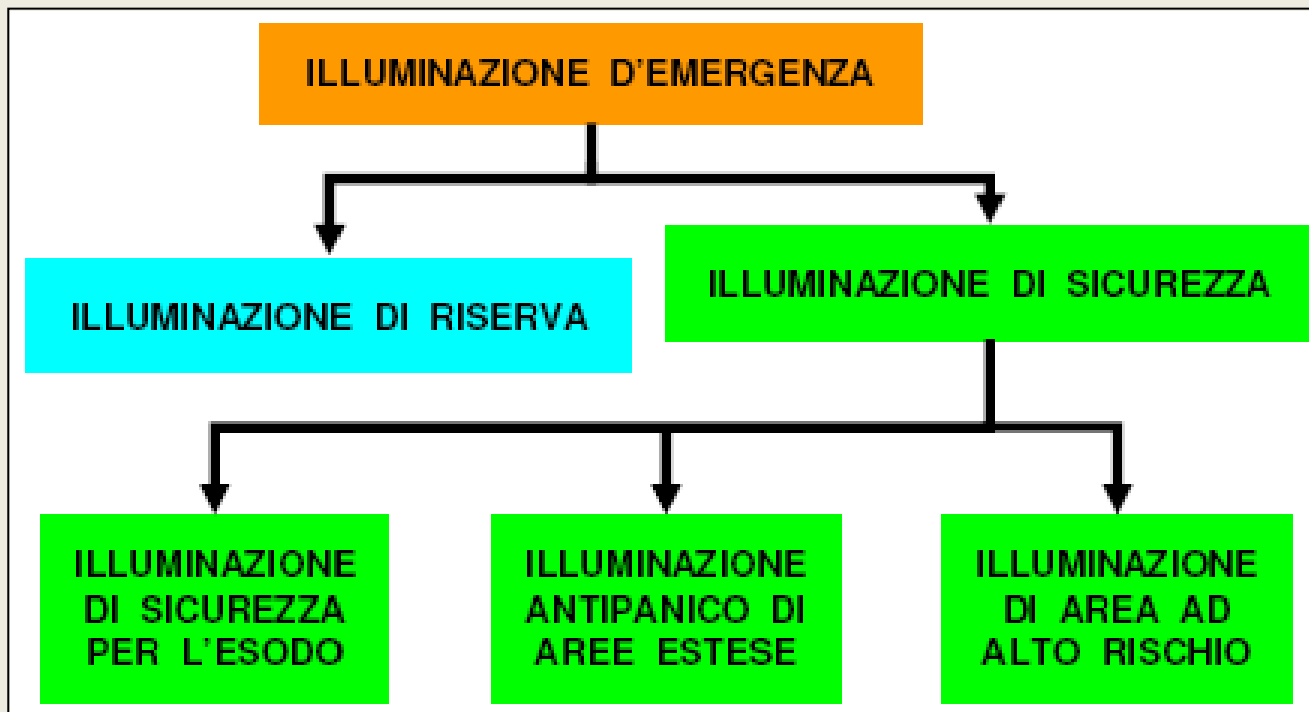 ILLUMINAZIONE D'EMERGENZA
ILLUMINAZIONE DI RISERVA
ILLUMINAZIONE DI SICUREZZA
ILLUMINAZIONE
DI SICUREZZA
PER L'ESODO
ILLUMINAZIONE
ANTIPANICO DI
AREE ESTESE
ILLUMINAZIONE
DI AREA AD
ALTO RISCHIO